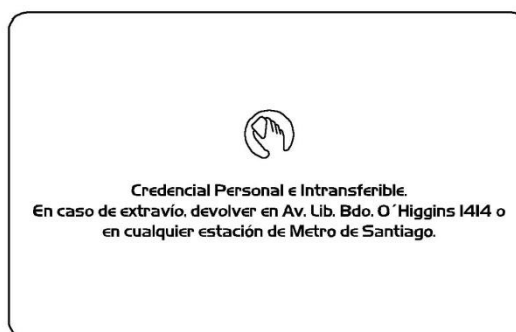 Credencial Personal e Intransferible.
En caso de extravío, devolver en Av. Lib. Bdo. O´Higgins 1414 o
en cualquier estación de Metro de Santiago.